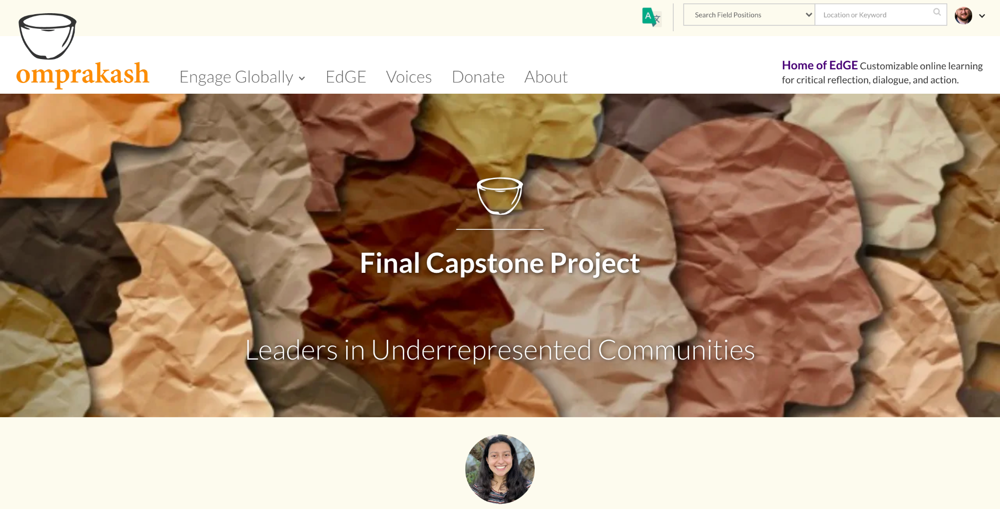 A 文
Search Field Positions
Location or Keyword
omprakash
Engage Globally
EdGE
Voices
Donate
About
Home of EdGE Customizable online learning
for critical reflection, dialogue, and action.
Final Capstone Project
Leaders in Underrepresented Communities